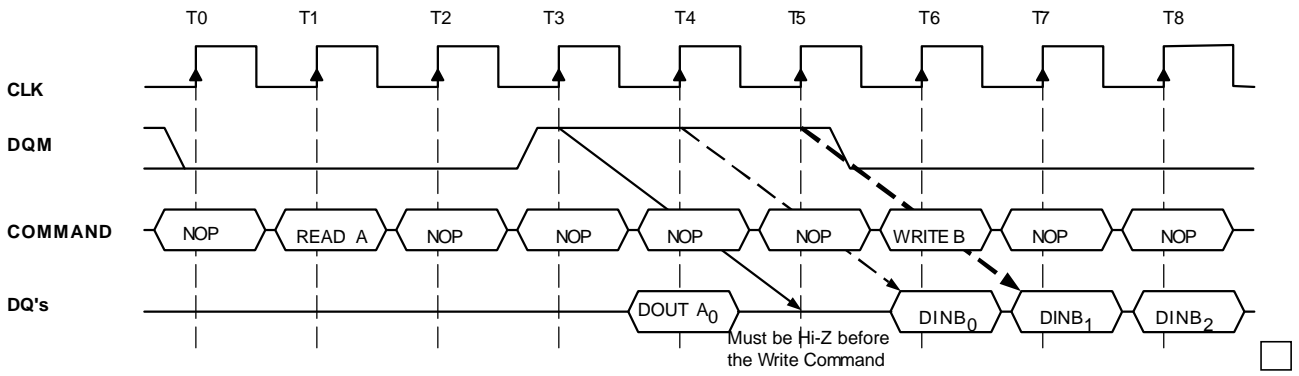 T0 T1 T2 T3 T4 T5 T6 T7 T8
CLK
DQM
COMMAND NOP READ A NOP NOP NOP NOP WRITE B NOP NOP
DQ's DOUT A0 DINB0 DINB1 DINB2
Must be Hi-Z before
the Write Command